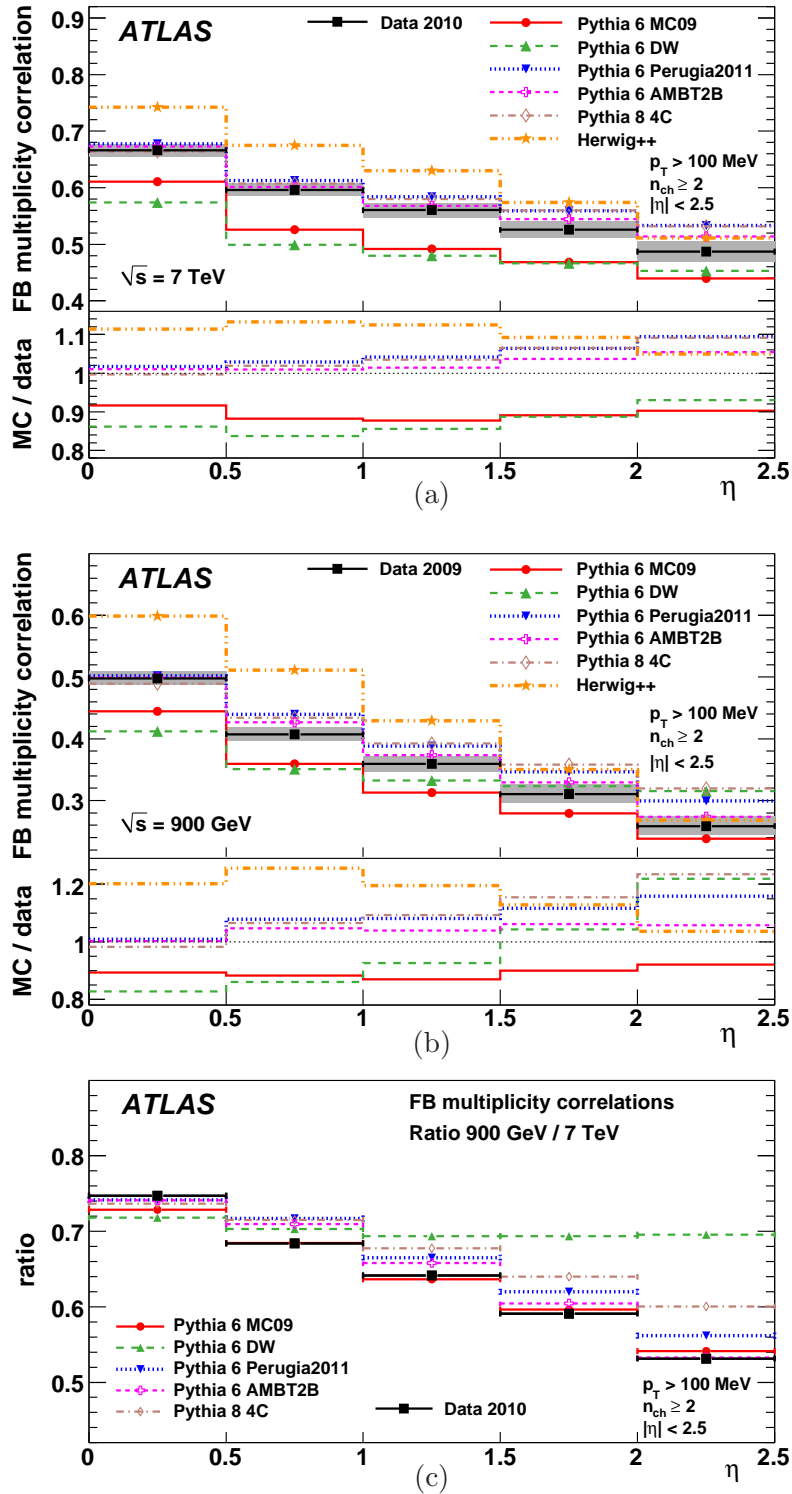 ATLAS
Data 2010
Pythia 6 MC09
Pythia 6 DW
Pythia 6 Perugia2011
Pythia 6 AMBT2B
Pythia 8 4C
Herwig++
p_T > 100 MeV
n_ch ≥ 2
|η| < 2.5
√s = 7 TeV
FB multiplicity correlation
0.9
0.8
0.7
0.6
0.5
0.4
MC / data
1.1
1
0.9
0.8
0 0.5 1 1.5 2 2.5
η
(a)
ATLAS
Data 2009
Pythia 6 MC09
Pythia 6 DW
Pythia 6 Perugia2011
Pythia 6 AMBT2B
Pythia 8 4C
Herwig++
p_T > 100 MeV
n_ch ≥ 2
|η| < 2.5
√s = 900 GeV
FB multiplicity correlation
0.6
0.5
0.4
0.3
MC / data
1.2
1
0.8
0 0.5 1 1.5 2 2.5
η
(b)
ATLAS
FB multiplicity correlations
Ratio 900 GeV / 7 TeV
ratio
0.8
0.7
0.6
0.5
Pythia 6 MC09
Pythia 6 DW
Pythia 6 Perugia2011
Pythia 6 AMBT2B
Pythia 8 4C
Data 2010
p_T > 100 MeV
n_ch ≥ 2
|η| < 2.5
0 0.5 1 1.5 2 2.5
η
(c)